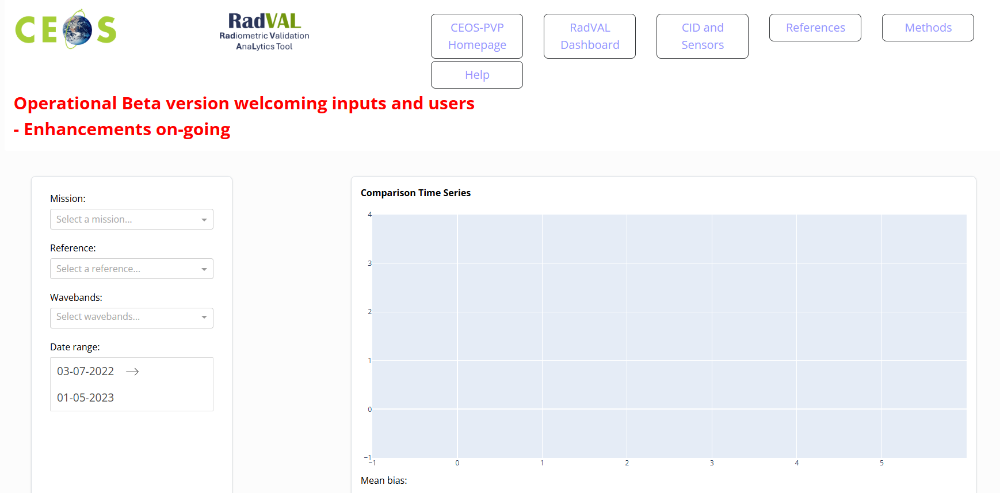 CEOS
RadVAL
Radiometric Validation
AnaLytics Tool
CEOS-PVP
Homepage
RadVAL
Dashboard
CID and
Sensors
References
Methods
Help
Operational Beta version welcoming inputs and users
- Enhancements on-going
Mission:
Select a mission...
Reference:
Select a reference...
Wavebands:
Select wavebands...
Date range:
03-07-2022 →
01-05-2023
Comparison Time Series
4
3
2
1
0
−1
−1 0 1 2 3 4 5
Mean bias: